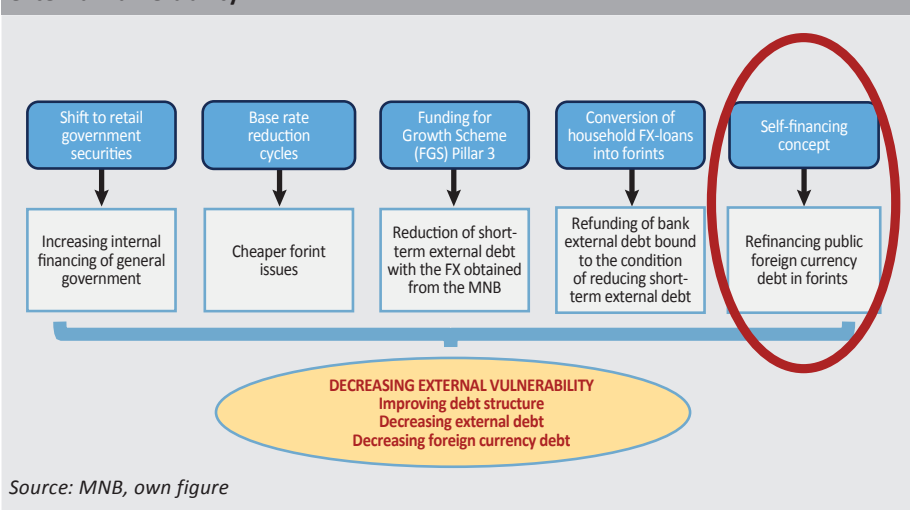 Shift to retail
government
securities
Base rate
reduction
cycles
Funding for
Growth Scheme
(FGS) Pillar 3
Conversion of
household FX-loans
into forints
Self-financing
concept
Increasing internal
financing of general
government
Cheaper forint
issues
Reduction of short-
term external debt
with the FX obtained
from the MNB
Refunding of bank
external debt bound
to the condition
of reducing short-
term external debt
Refinancing public
foreign currency
debt in forints
DECREASING EXTERNAL VULNERABILITY
Improving debt structure
Decreasing external debt
Decreasing foreign currency debt
Source: MNB, own figure